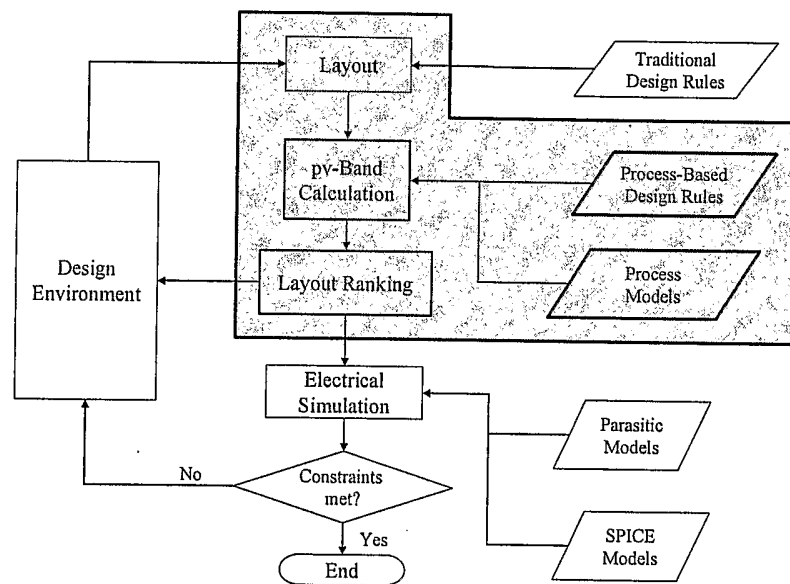 Layout
Traditional
Design Rules
pv-Band
Calculation
Process-Based
Design Rules
Design
Environment
Layout Ranking
Process
Models
Electrical
Simulation
Parasitic
Models
No
Constraints
met?
Yes
SPICE
Models
End